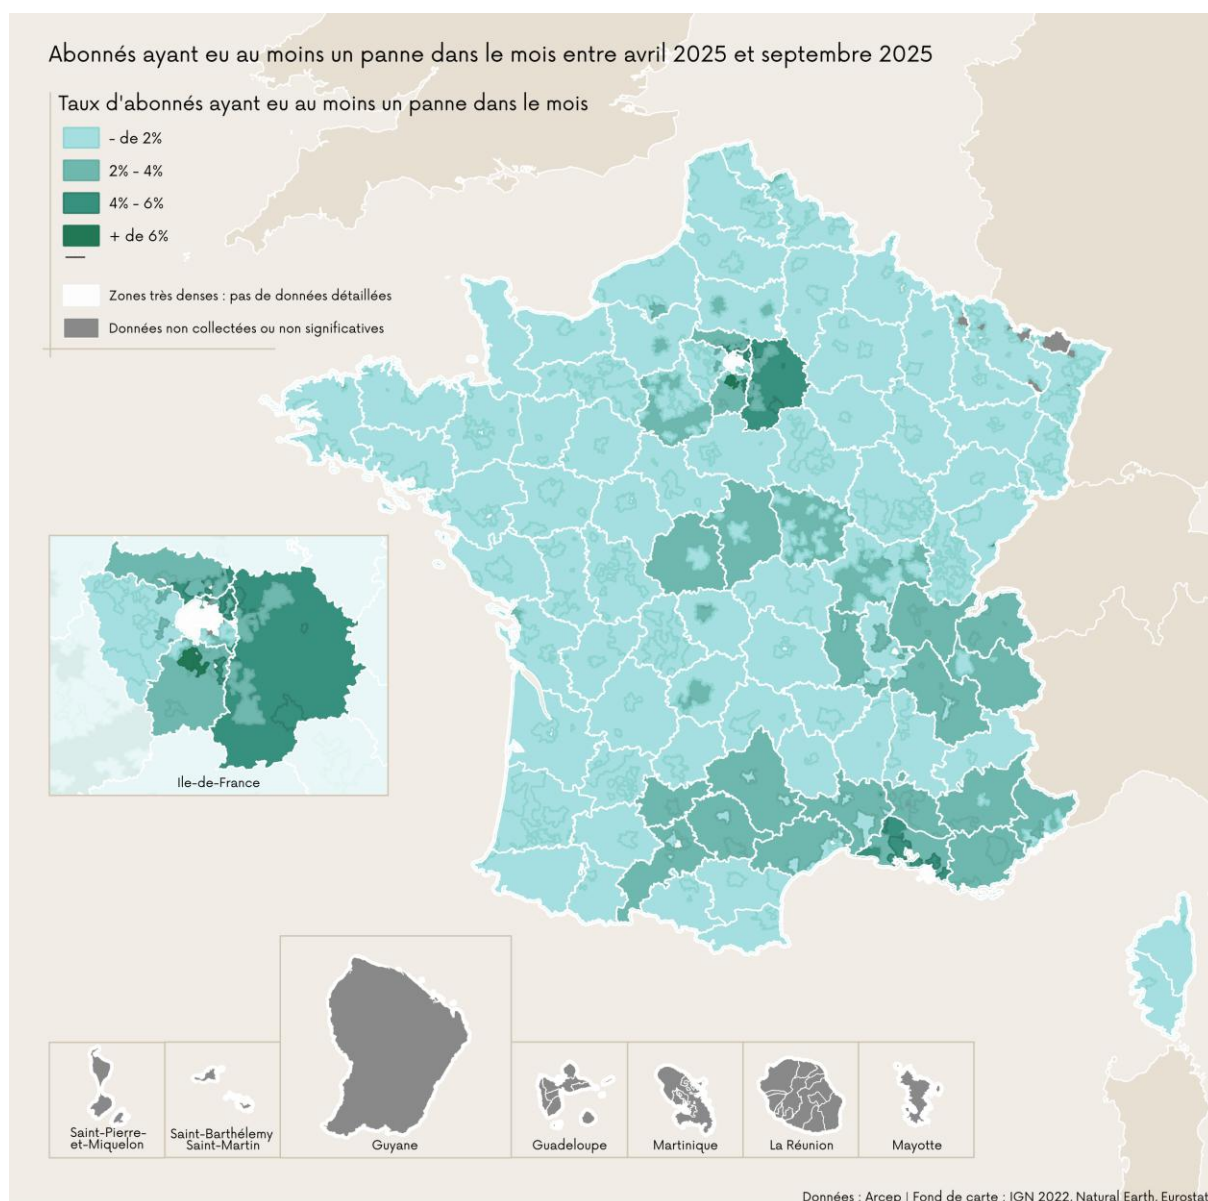 Abonnés ayant eu au moins un panne dans le mois entre avril 2025 et septembre 2025
Taux d'abonnés ayant eu au moins un panne dans le mois
- de 2%
2% - 4%
4% - 6%
+ de 6%
Zones très denses : pas de données détaillées
Données non collectées ou non significatives
Ile-de-France
Saint-Pierre-
et-Miquelon
Saint-Barthélemy
Saint-Martin
Guyane
Guadeloupe
Martinique
La Réunion
Mayotte
Données : Arcep | Fond de carte : IGN 2022, Natural Earth, Eurostat